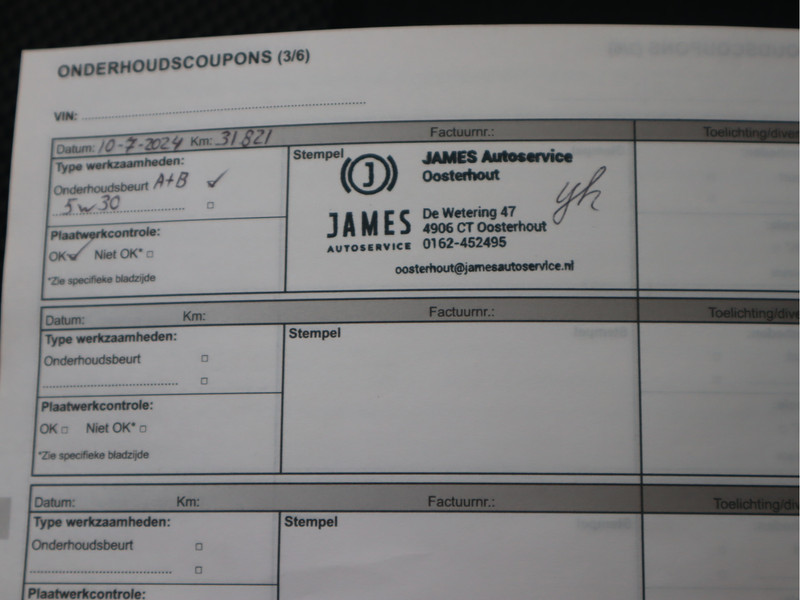 ONDERHOUDSCOUPONS (3/6)
VIN:
Datum: 10-7-2024 Km: 31821 Factuurnr.: Toelichting/diver
Type werkzaamheden:
Onderhoudsbeurt A+B ✓
5w30 □
Plaatwerkcontrole:
OK ✓ Niet OK* □
*Zie specifieke bladzijde
Stempel
J
JAMES
AUTOSERVICE
JAMES Autoservice
Oosterhout
De Wetering 47
4906 CT Oosterhout
0162-452495
oosterhout@jamesautoservice.nl
Datum: Km: Factuurnr.: Toelichting/dive
Type werkzaamheden:
Onderhoudsbeurt □
□
Plaatwerkcontrole:
OK □ Niet OK* □
*Zie specifieke bladzijde
Stempel
Datum: Km: Factuurnr.: Toelichting/di
Type werkzaamheden:
Onderhoudsbeurt □
□
Plaatwerkcontrole:
Stempel